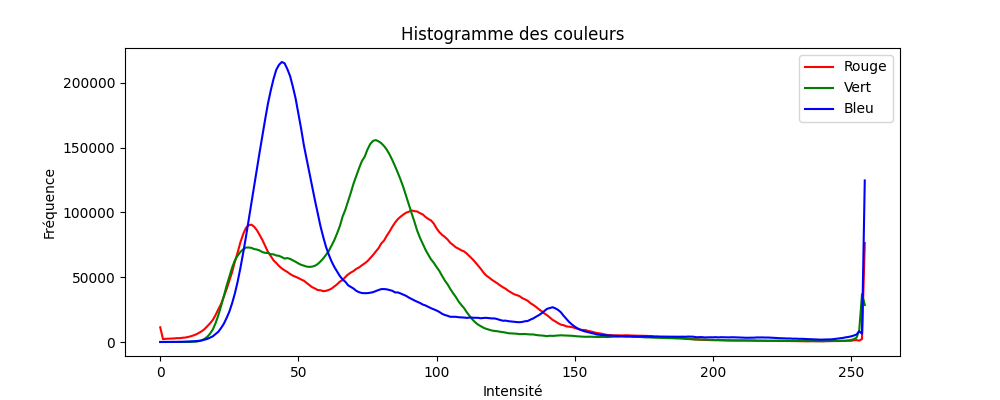 Histogramme des couleurs
Fréquence
200000
150000
100000
50000
0
0 50 100 150 200 250
Intensité
Rouge
Vert
Bleu